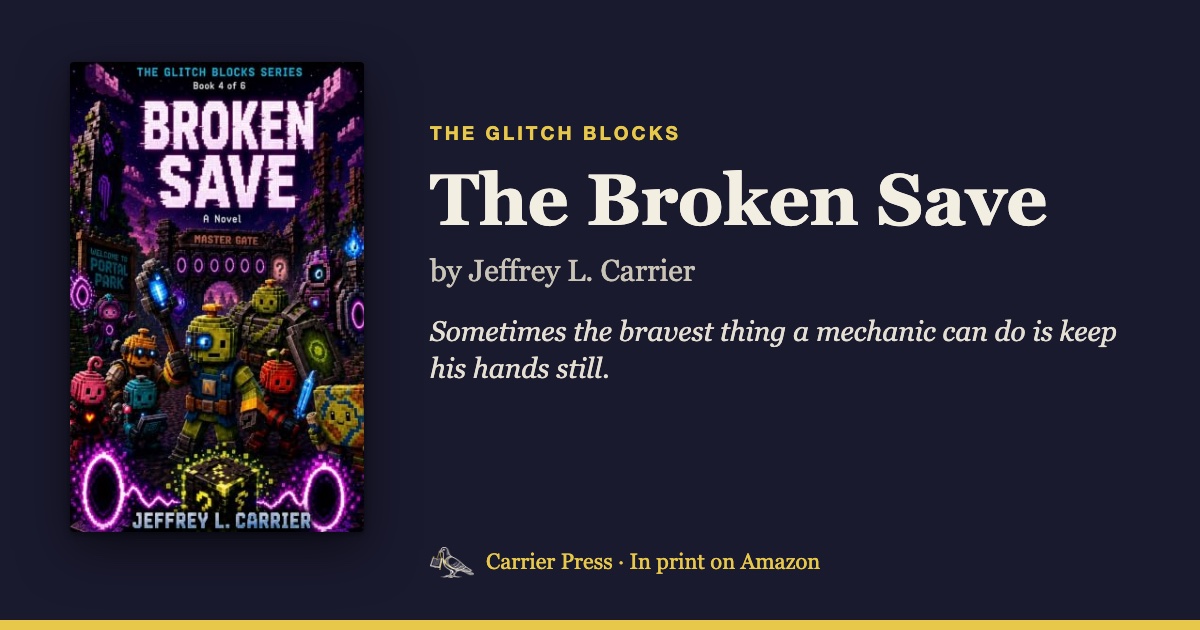 THE GLITCH BLOCKS SERIES
Book 4 of 6
BROKEN
SAVE
A Novel
MASTER GATE
?
WELCOME TO
PORTAL
PARK
N
JEFFREY L. CARRIER
THE GLITCH BLOCKS
The Broken Save
by Jeffrey L. Carrier
Sometimes the bravest thing a mechanic can do is keep
his hands still.
Carrier Press · In print on Amazon